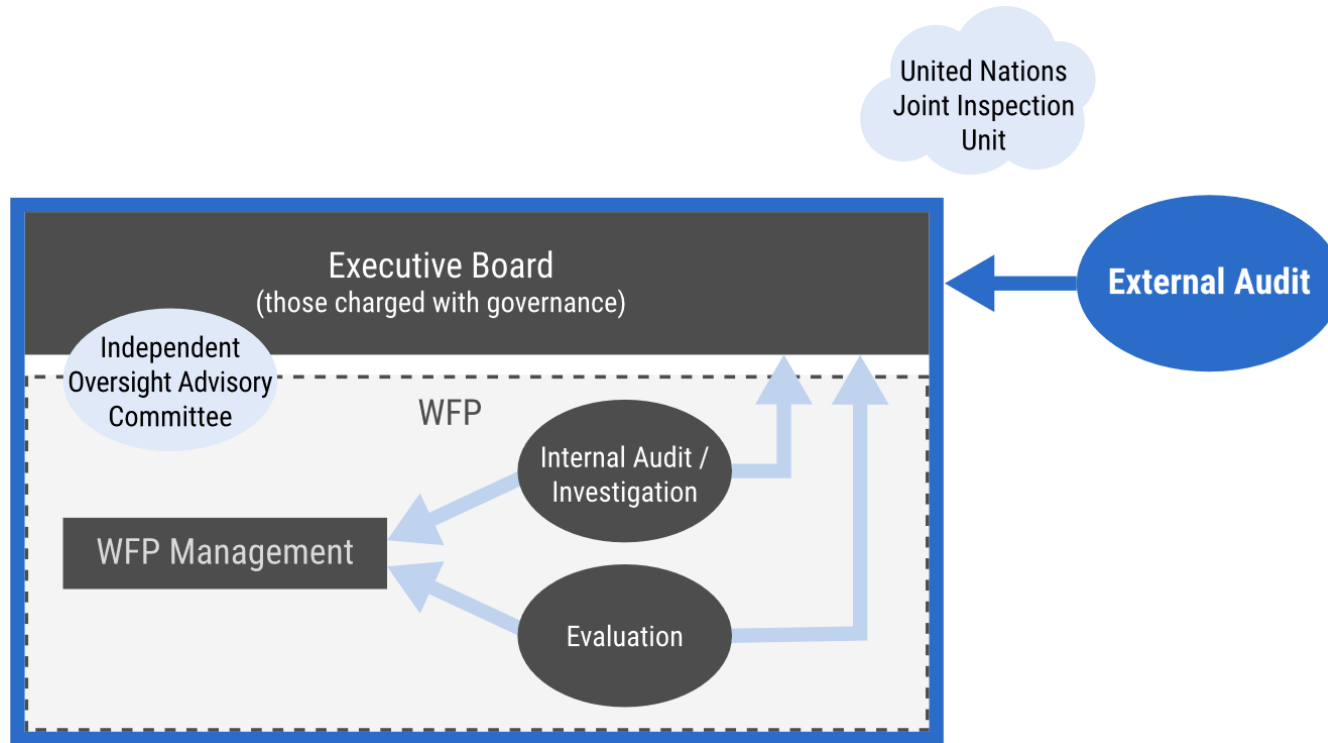 United Nations
Joint Inspection
Unit
External Audit
Executive Board
(those charged with governance)
Independent
Oversight Advisory
Committee
WFP
Internal Audit /
Investigation
WFP Management
Evaluation